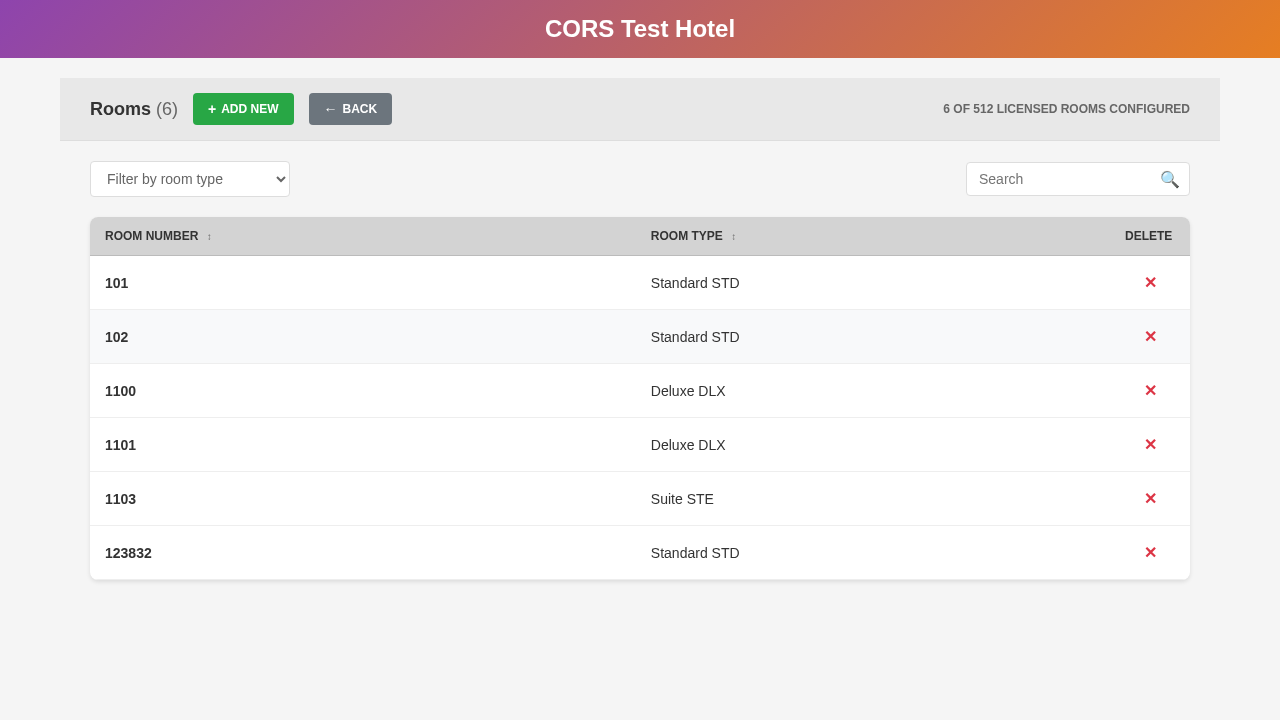 CORS Test Hotel
Rooms (6) + ADD NEW ← BACK 6 OF 512 LICENSED ROOMS CONFIGURED
Filter by room type Search
ROOM NUMBER ↕ ROOM TYPE ↕ DELETE
101 Standard STD ✕
102 Standard STD ✕
1100 Deluxe DLX ✕
1101 Deluxe DLX ✕
1103 Suite STE ✕
123832 Standard STD ✕